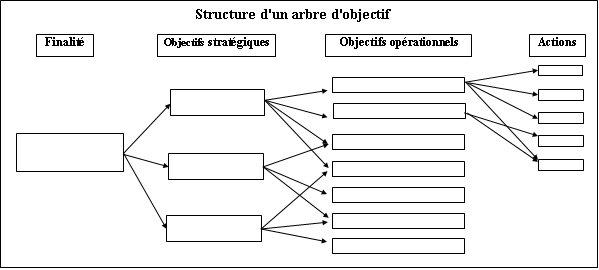 Structure d'un arbre d'objectif
Finalité
Objectifs stratégiques
Objectifs opérationnels
Actions